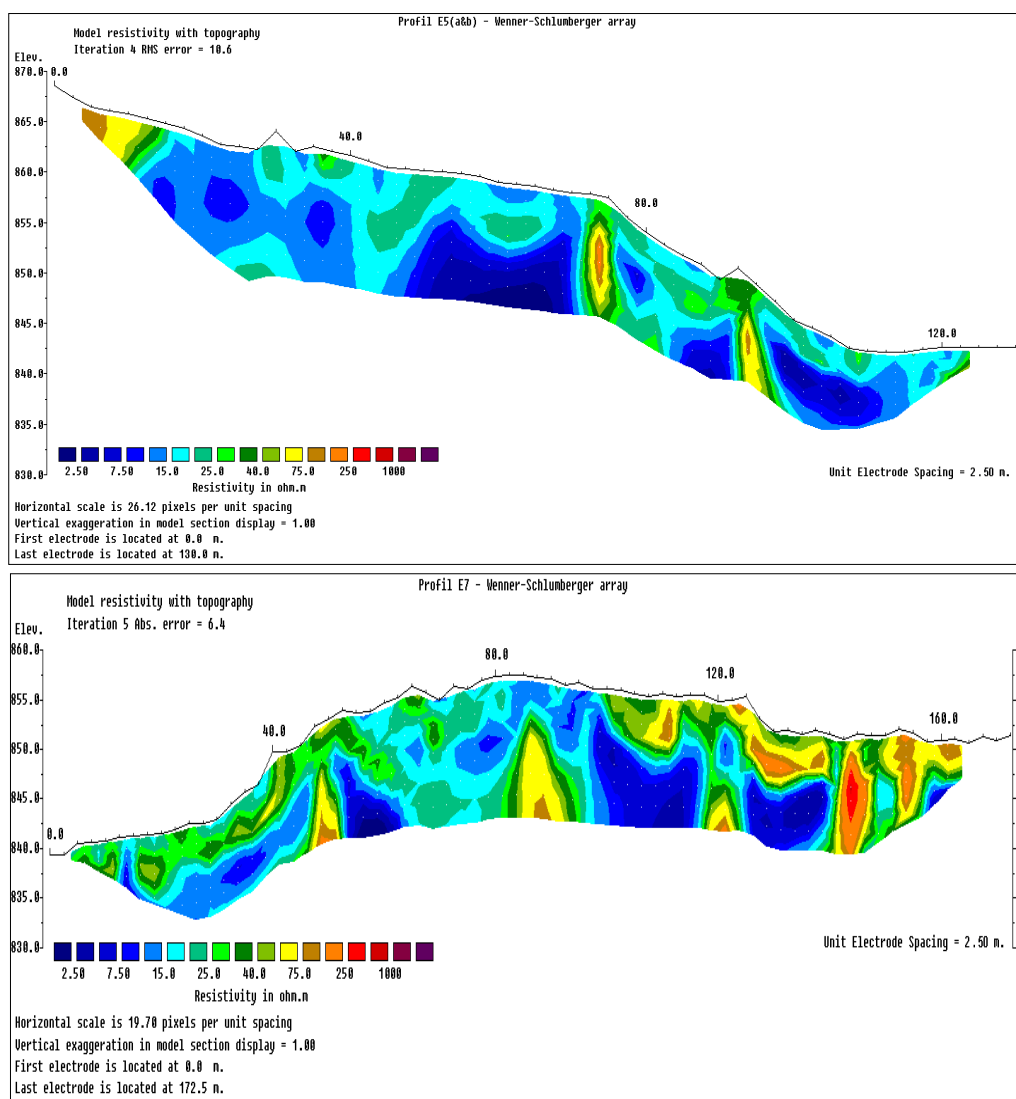 Profil E5(a&b) - Wenner-Schlumberger array
Model resistivity with topography
Iteration 4 RMS error = 10.6
Elev.
870.0
0.0
865.0
40.0
860.0
855.0
80.0
850.0
845.0
120.0
840.0
835.0
830.0
2.50 7.50 15.0 25.0 40.0 75.0 250 1000
Resistivity in ohm.m
Unit Electrode Spacing = 2.50 m.
Horizontal scale is 26.12 pixels per unit spacing
Vertical exaggeration in model section display = 1.00
First electrode is located at 0.0 m.
Last electrode is located at 130.0 m.
Profil E7 - Wenner-Schlumberger array
Model resistivity with topography
Iteration 5 Abs. error = 6.4
Elev.
860.0
80.0
855.0
120.0
850.0
40.0
160.0
845.0
0.0
840.0
835.0
830.0
2.50 7.50 15.0 25.0 40.0 75.0 250 1000
Resistivity in ohm.m
Unit Electrode Spacing = 2.50 m.
Horizontal scale is 19.70 pixels per unit spacing
Vertical exaggeration in model section display = 1.00
First electrode is located at 0.0 m.
Last electrode is located at 172.5 m.